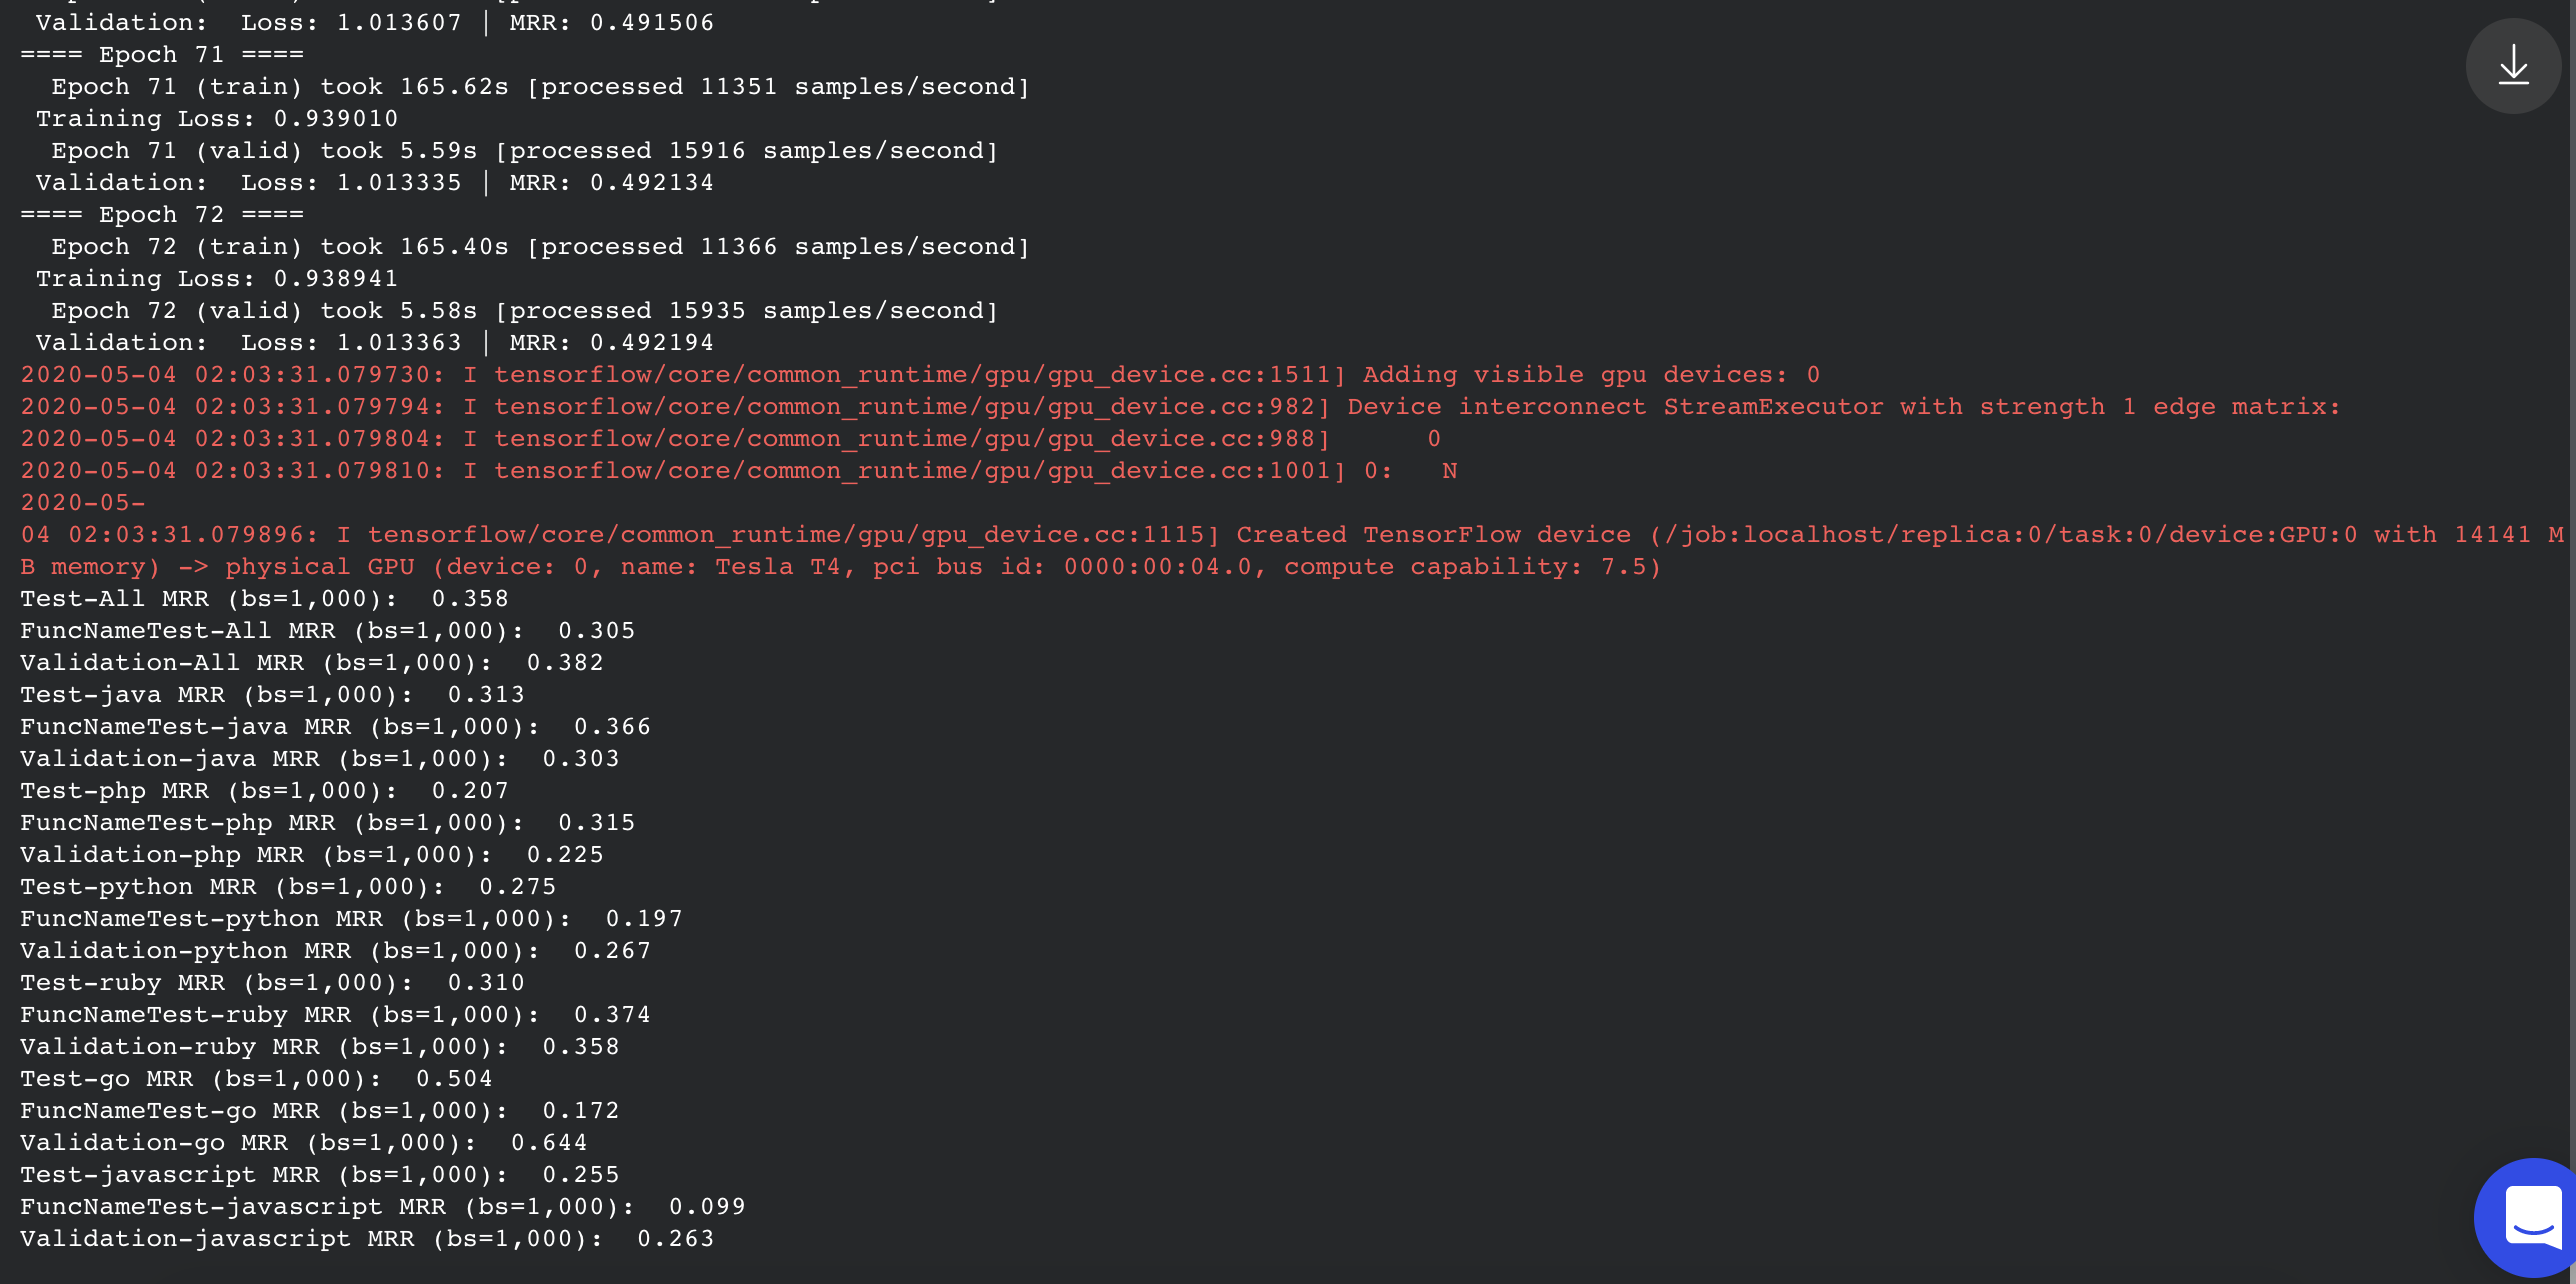 Validation:  Loss: 1.013607 | MRR: 0.491506
==== Epoch 71 ====
  Epoch 71 (train) took 165.62s [processed 11351 samples/second]
 Training Loss: 0.939010
  Epoch 71 (valid) took 5.59s [processed 15916 samples/second]
 Validation:  Loss: 1.013335 | MRR: 0.492134
==== Epoch 72 ====
  Epoch 72 (train) took 165.40s [processed 11366 samples/second]
 Training Loss: 0.938941
  Epoch 72 (valid) took 5.58s [processed 15935 samples/second]
 Validation:  Loss: 1.013363 | MRR: 0.492194
2020-05-04 02:03:31.079730: I tensorflow/core/common_runtime/gpu/gpu_device.cc:1511] Adding visible gpu devices: 0
2020-05-04 02:03:31.079794: I tensorflow/core/common_runtime/gpu/gpu_device.cc:982] Device interconnect StreamExecutor with strength 1 edge matrix:
2020-05-04 02:03:31.079804: I tensorflow/core/common_runtime/gpu/gpu_device.cc:988]      0
2020-05-04 02:03:31.079810: I tensorflow/core/common_runtime/gpu/gpu_device.cc:1001] 0:   N
2020-05-
04 02:03:31.079896: I tensorflow/core/common_runtime/gpu/gpu_device.cc:1115] Created TensorFlow device (/job:localhost/replica:0/task:0/device:GPU:0 with 14141 M
B memory) -> physical GPU (device: 0, name: Tesla T4, pci bus id: 0000:00:04.0, compute capability: 7.5)
Test-All MRR (bs=1,000):  0.358
FuncNameTest-All MRR (bs=1,000):  0.305
Validation-All MRR (bs=1,000):  0.382
Test-java MRR (bs=1,000):  0.313
FuncNameTest-java MRR (bs=1,000):  0.366
Validation-java MRR (bs=1,000):  0.303
Test-php MRR (bs=1,000):  0.207
FuncNameTest-php MRR (bs=1,000):  0.315
Validation-php MRR (bs=1,000):  0.225
Test-python MRR (bs=1,000):  0.275
FuncNameTest-python MRR (bs=1,000):  0.197
Validation-python MRR (bs=1,000):  0.267
Test-ruby MRR (bs=1,000):  0.310
FuncNameTest-ruby MRR (bs=1,000):  0.374
Validation-ruby MRR (bs=1,000):  0.358
Test-go MRR (bs=1,000):  0.504
FuncNameTest-go MRR (bs=1,000):  0.172
Validation-go MRR (bs=1,000):  0.644
Test-javascript MRR (bs=1,000):  0.255
FuncNameTest-javascript MRR (bs=1,000):  0.099
Validation-javascript MRR (bs=1,000):  0.263